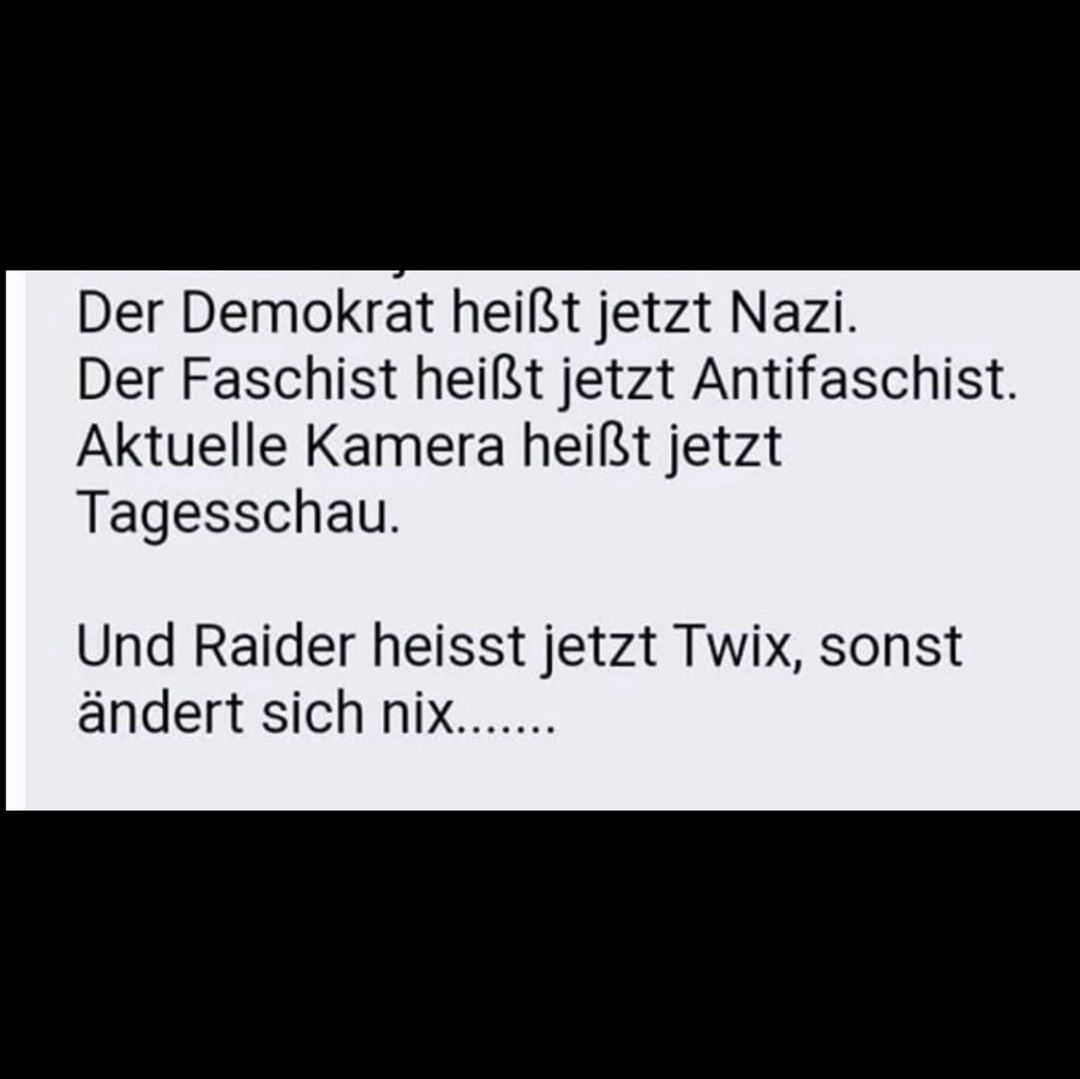 Der Demokrat heißt jetzt Nazi.
Der Faschist heißt jetzt Antifaschist.
Aktuelle Kamera heißt jetzt
Tagesschau.
Und Raider heisst jetzt Twix, sonst
ändert sich nix.......